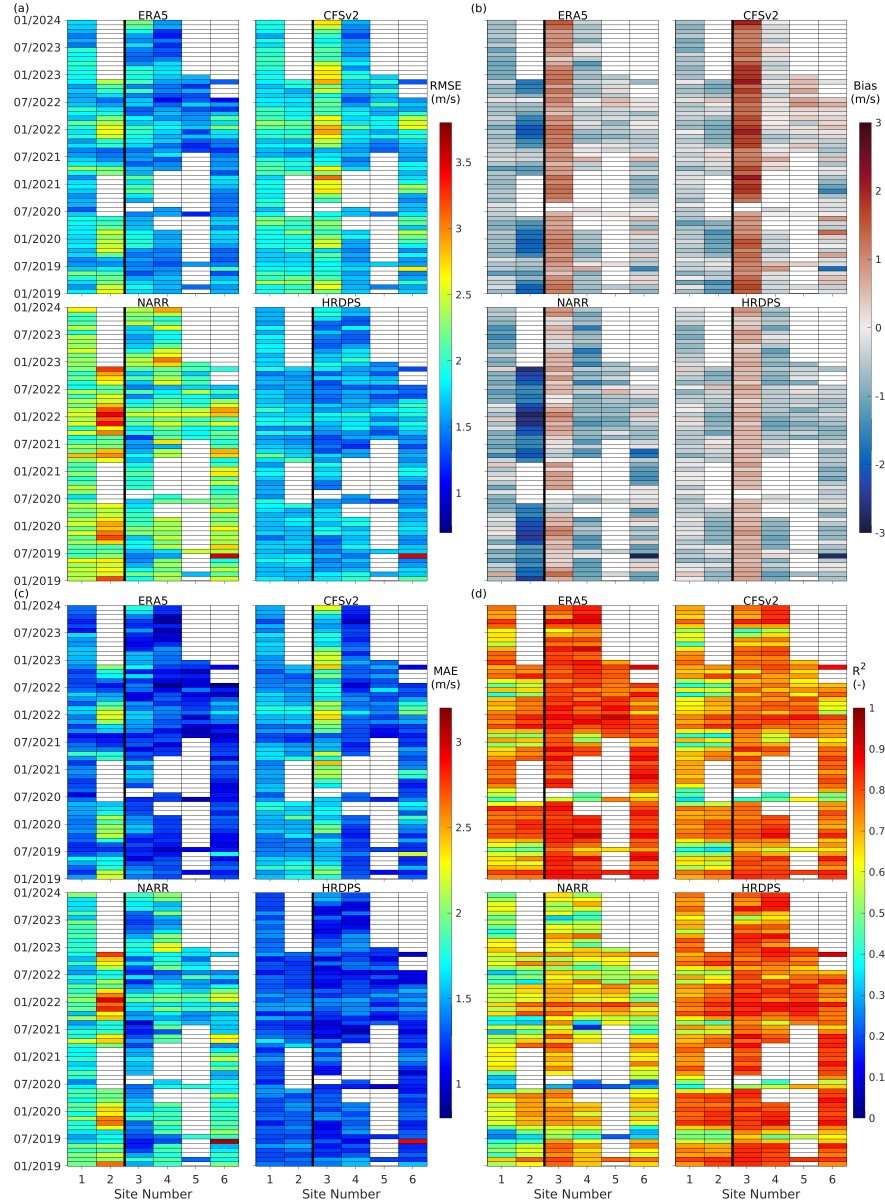 (a)
ERA5
CFSv2
01/2024
07/2023
01/2023
07/2022
01/2022
07/2021
01/2021
07/2020
01/2020
07/2019
01/2019
RMSE
(m/s)
3.5
3
2.5
2
1.5
1
NARR
HRDPS
01/2024
07/2023
01/2023
07/2022
01/2022
07/2021
01/2021
07/2020
01/2020
07/2019
01/2019
(b)
ERA5
CFSv2
Bias
(m/s)
3
2
1
0
-1
-2
-3
NARR
HRDPS
(c)
ERA5
CFSv2
01/2024
07/2023
01/2023
07/2022
01/2022
07/2021
01/2021
07/2020
01/2020
07/2019
01/2019
MAE
(m/s)
3
2.5
2
1.5
1
NARR
HRDPS
01/2024
07/2023
01/2023
07/2022
01/2022
07/2021
01/2021
07/2020
01/2020
07/2019
01/2019
1 2 3 4 5 6
1 2 3 4 5 6
Site Number
Site Number
(d)
ERA5
CFSv2
R²
(-)
1
0.9
0.8
0.7
0.6
0.5
0.4
0.3
0.2
0.1
0
NARR
HRDPS
1 2 3 4 5 6
1 2 3 4 5 6
Site Number
Site Number